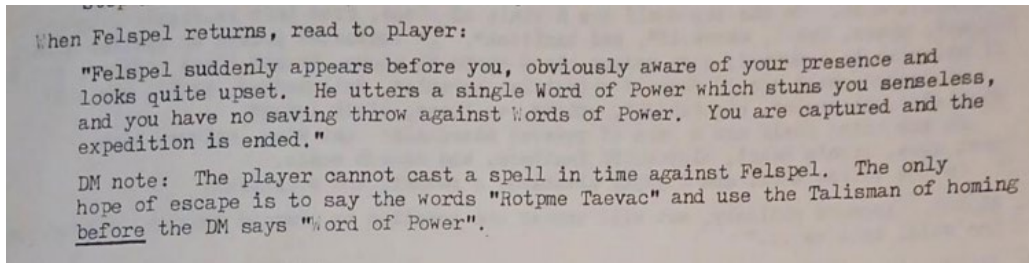 When Felspel returns, read to player:
"Felspel suddenly appears before you, obviously aware of your presence and
looks quite upset. He utters a single Word of Power which stuns you senseless,
and you have no saving throw against Words of Power. You are captured and the
expedition is ended."
DM note: The player cannot cast a spell in time against Felspel. The only
hope of escape is to say the words "Rotpme Taevac" and use the Talisman of homing
before the DM says "Word of Power".